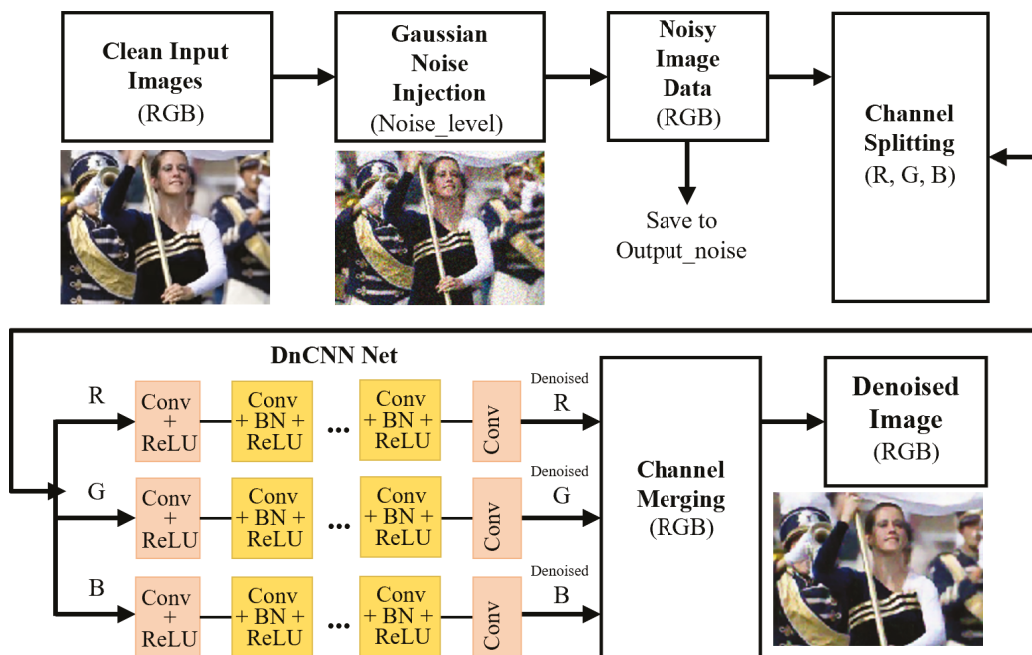 Clean Input
Images
(RGB)
Gaussian
Noise
Injection
(Noise_level)
Noisy
Image
Data
(RGB)
Channel
Splitting
(R, G, B)
Save to
Output_noise
DnCNN Net
R
Conv
+
ReLU
Conv
+ BN +
ReLU
...
Conv
+ BN +
ReLU
Conv
Denoised
R
G
Conv
+
ReLU
Conv
+ BN +
ReLU
...
Conv
+ BN +
ReLU
Conv
Denoised
G
B
Conv
+
ReLU
Conv
+ BN +
ReLU
...
Conv
+ BN +
ReLU
Conv
Denoised
B
Channel
Merging
(RGB)
Denoised
Image
(RGB)